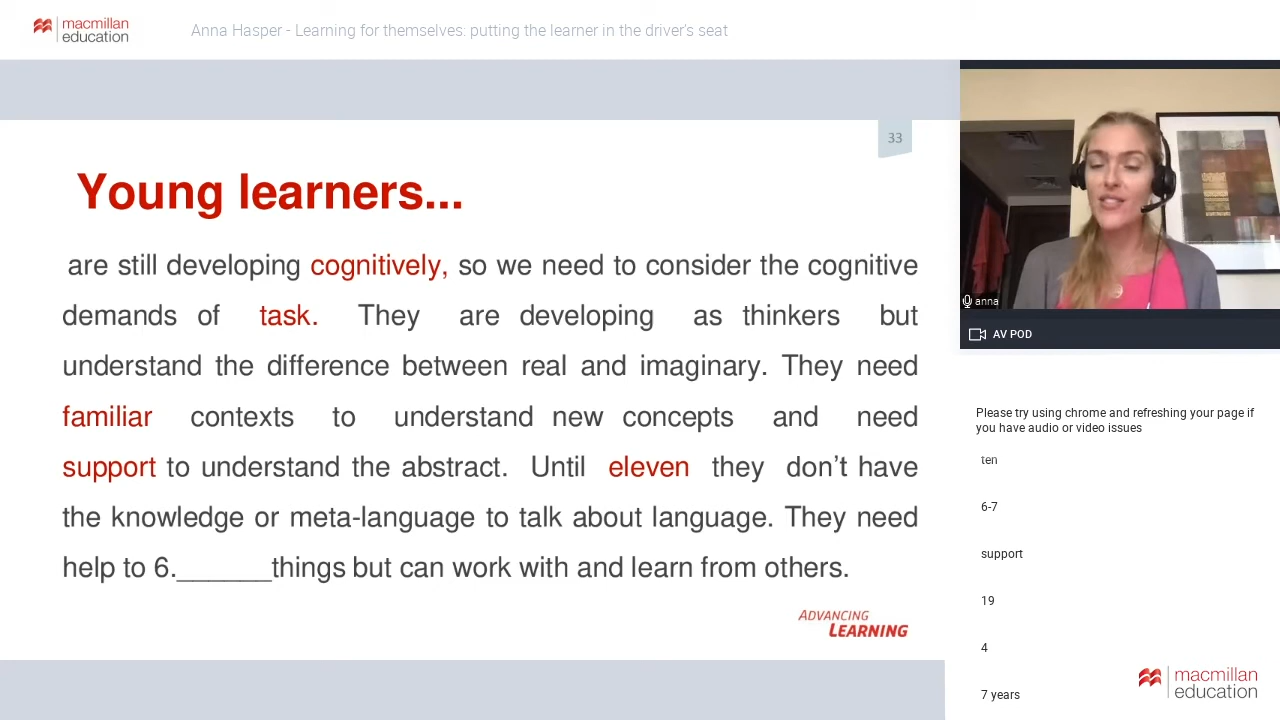 macmillan
education
Anna Hasper - Learning for themselves: putting the learner in the driver's seat
33
Young learners...
are still developing cognitively, so we need to consider the cognitive
demands of task. They are developing as thinkers but
understand the difference between real and imaginary. They need
familiar contexts to understand new concepts and need
support to understand the abstract. Until eleven they don't have
the knowledge or meta-language to talk about language. They need
help to 6.______things but can work with and learn from others.
ADVANCING
LEARNING
anna
AV POD
Please try using chrome and refreshing your page if
you have audio or video issues
ten
6-7
support
19
4
7 years
macmillan
education